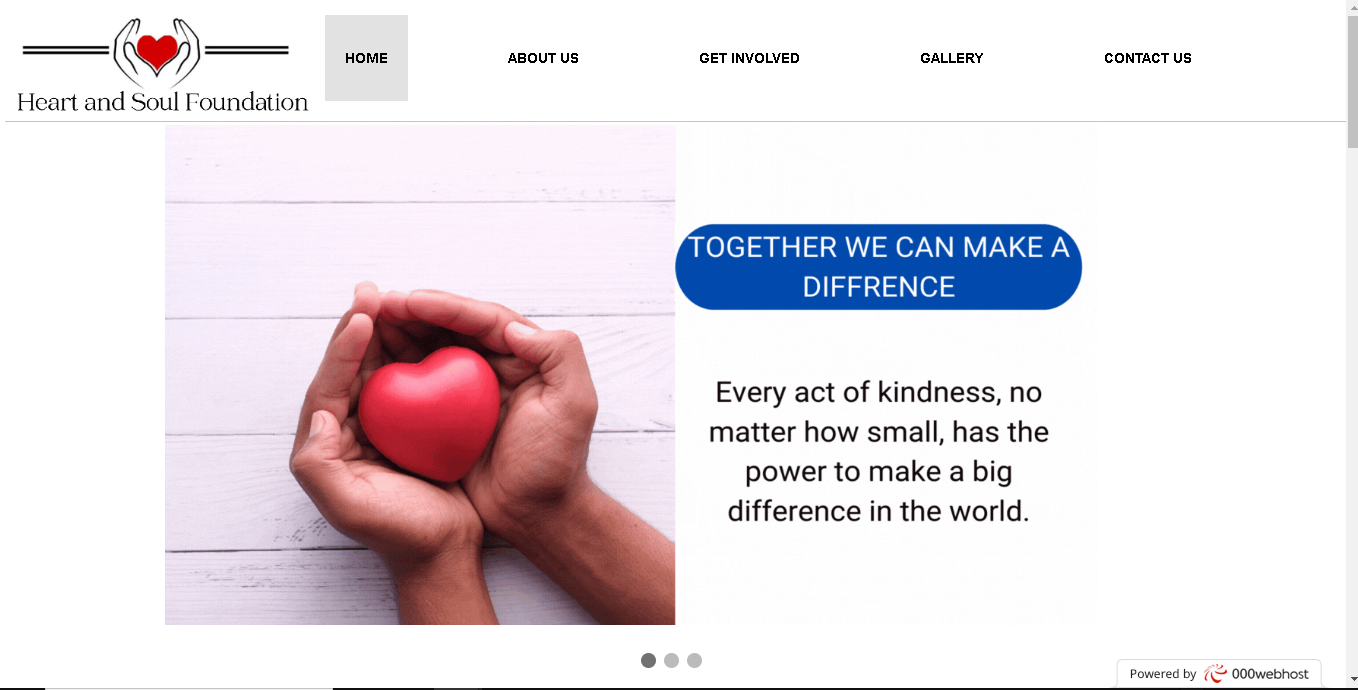 Heart and Soul Foundation
HOME
ABOUT US
GET INVOLVED
GALLERY
CONTACT US
TOGETHER WE CAN MAKE A
DIFFRENCE
Every act of kindness, no
matter how small, has the
power to make a big
difference in the world.
Powered by 000webhost